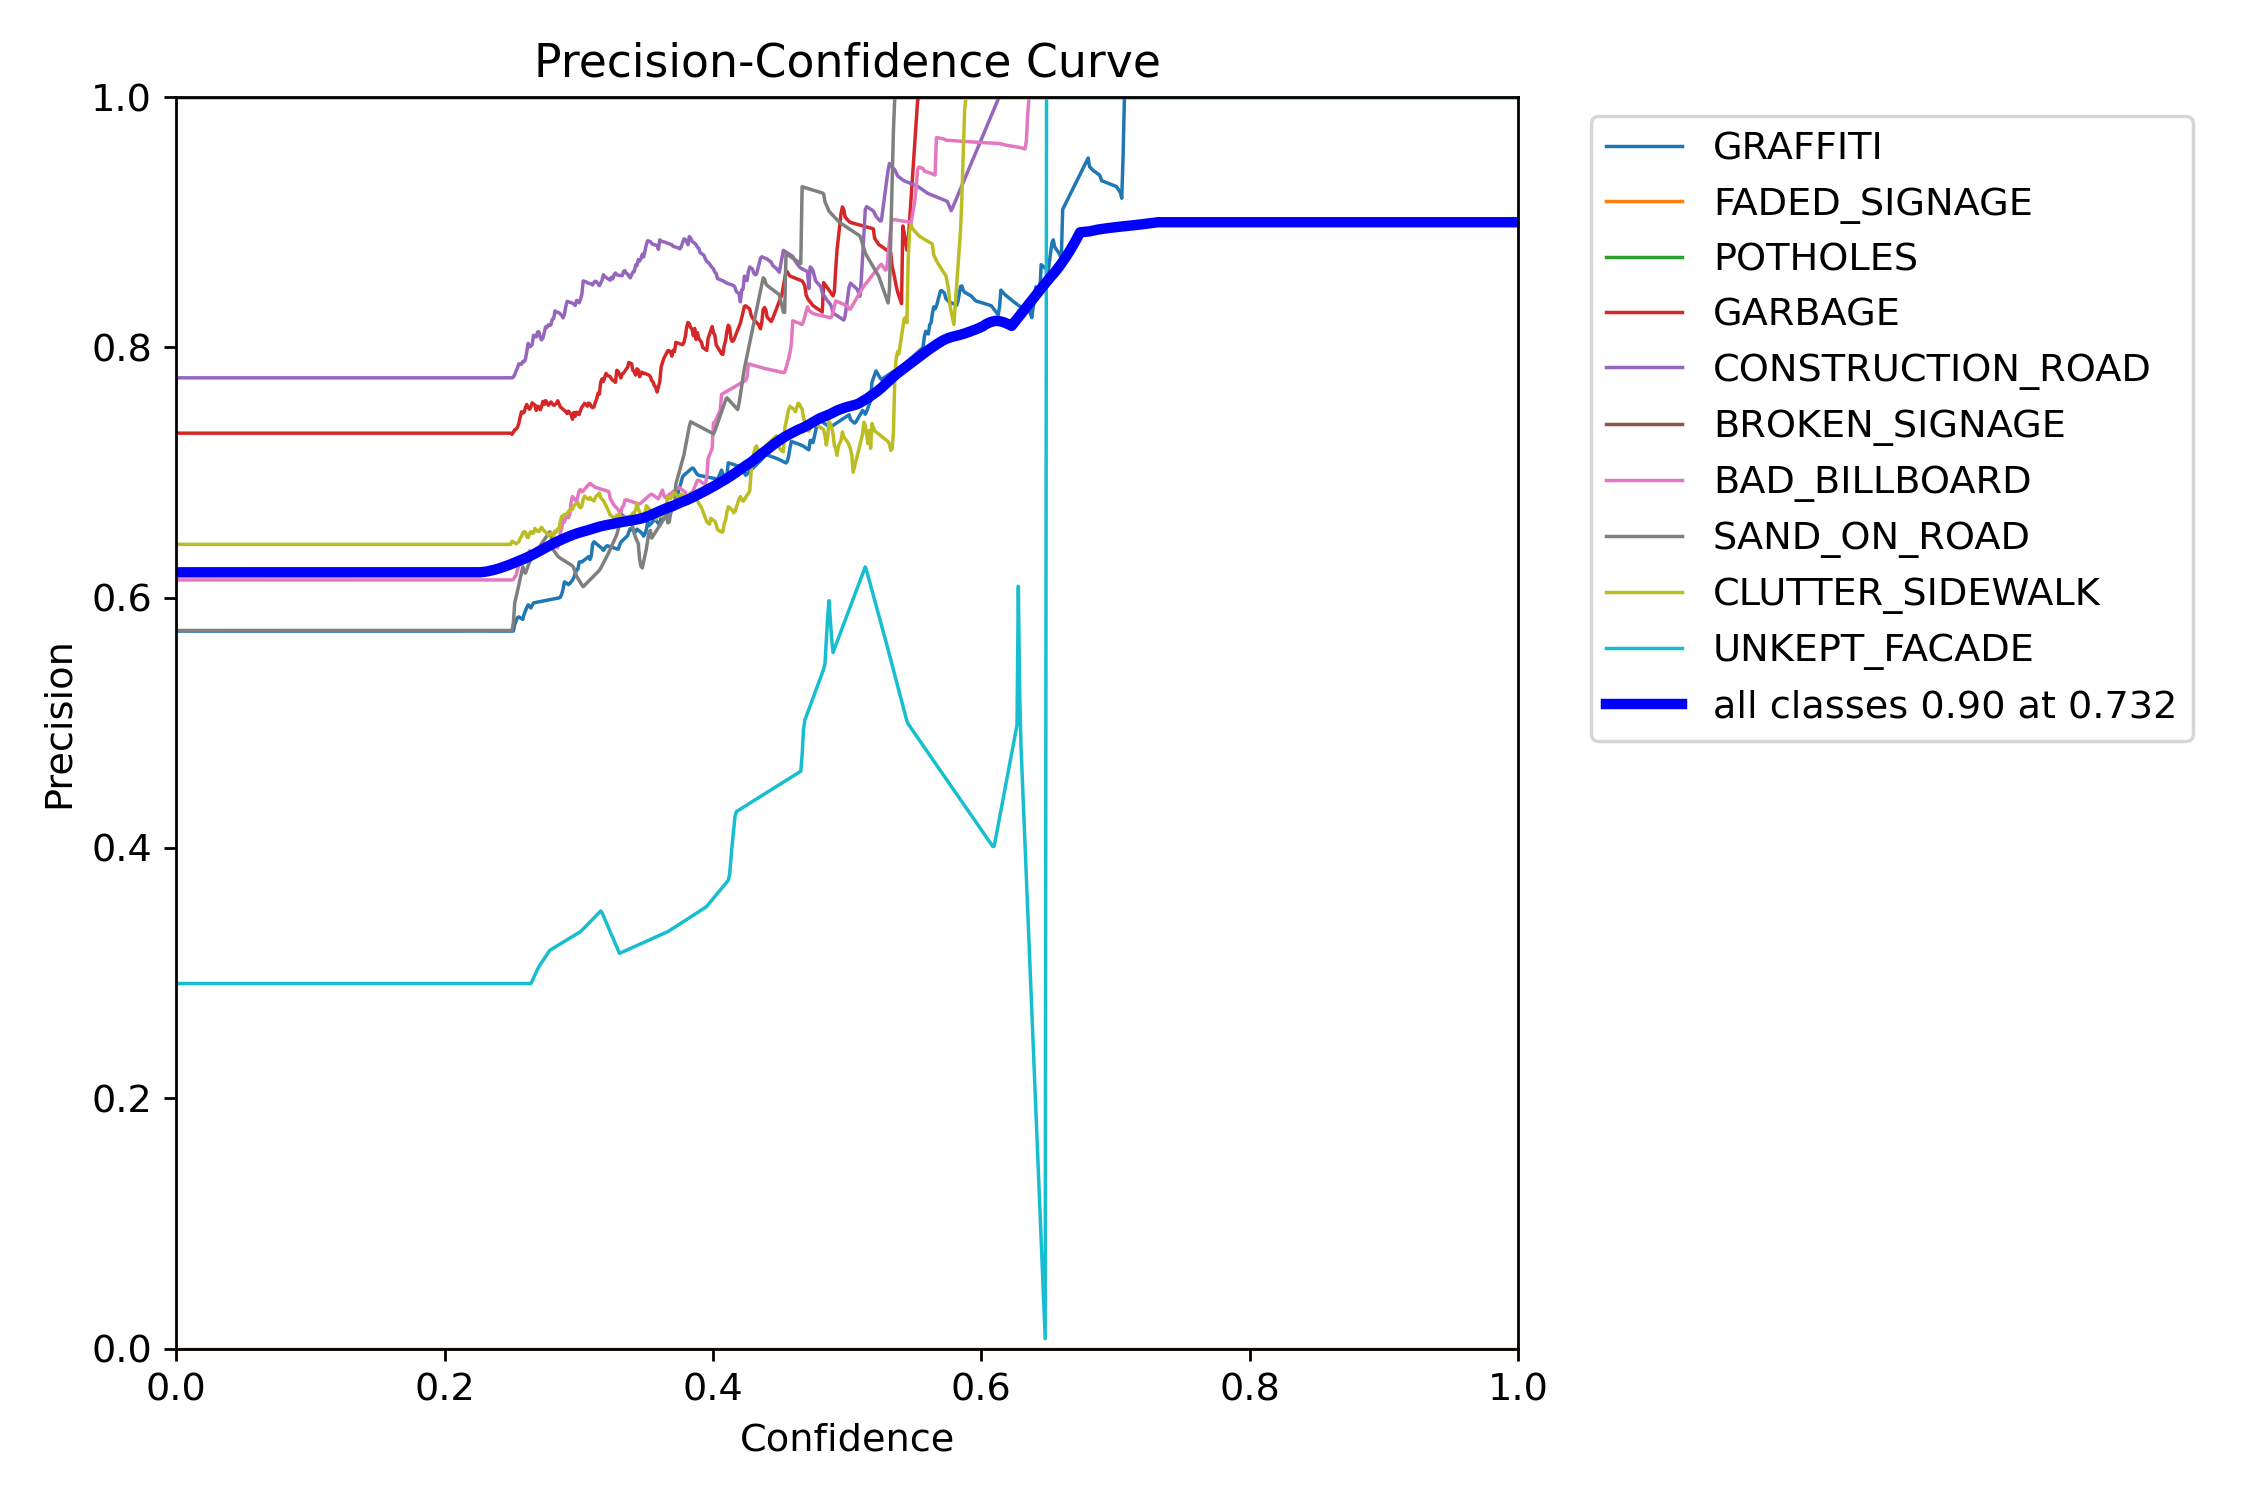 Precision-Confidence Curve
1.0
0.8
0.6
0.4
0.2
0.0
Precision
0.0 0.2 0.4 0.6 0.8 1.0
Confidence
GRAFFITI
FADED_SIGNAGE
POTHOLES
GARBAGE
CONSTRUCTION_ROAD
BROKEN_SIGNAGE
BAD_BILLBOARD
SAND_ON_ROAD
CLUTTER_SIDEWALK
UNKEPT_FACADE
all classes 0.90 at 0.732